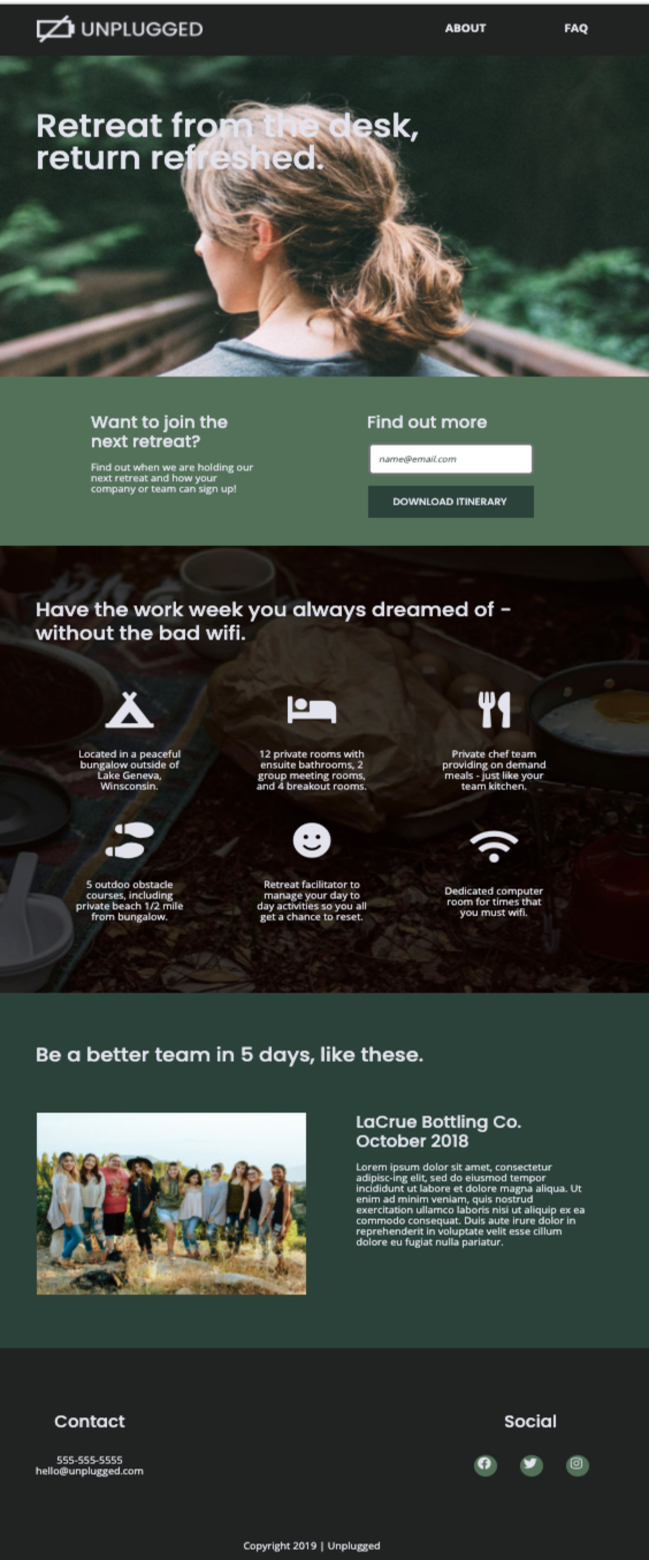 UNPLUGGED
ABOUT
FAQ
Retreat from the desk,
return refreshed.
Want to join the
next retreat?
Find out when we are holding our
next retreat and how your
company or team can sign up!
Find out more
name@email.com
DOWNLOAD ITINERARY
Have the work week you always dreamed of –
without the bad wifi.
Located in a peaceful
bungalow outside of
Lake Geneva,
Winsconsin.
12 private rooms with
ensuite bathrooms, 2
group meeting rooms,
and 4 breakout rooms.
Private chef team
providing on demand
meals - just like your
team kitchen.
5 outdoo obstacle
courses, including
private beach 1/2 mile
from bungalow.
Retreat facilitator to
manage your day to
day activities so you all
get a chance to reset.
Dedicated computer
room for times that
you must wifi.
Be a better team in 5 days, like these.
LaCrue Bottling Co.
October 2018
Lorem ipsum dolor sit amet, consectetur
adipisc-ing elit, sed do eiusmod tempor
incididunt ut labore et dolore magna aliqua. Ut
enim ad minim veniam, quis nostrud
exercitation ullamco laboris nisi ut aliquip ex ea
commodo consequat. Duis aute irure dolor in
reprehenderit in voluptate velit esse cillum
dolore eu fugiat nulla pariatur.
Contact
555-555-5555
hello@unplugged.com
Social
Copyright 2019 | Unplugged